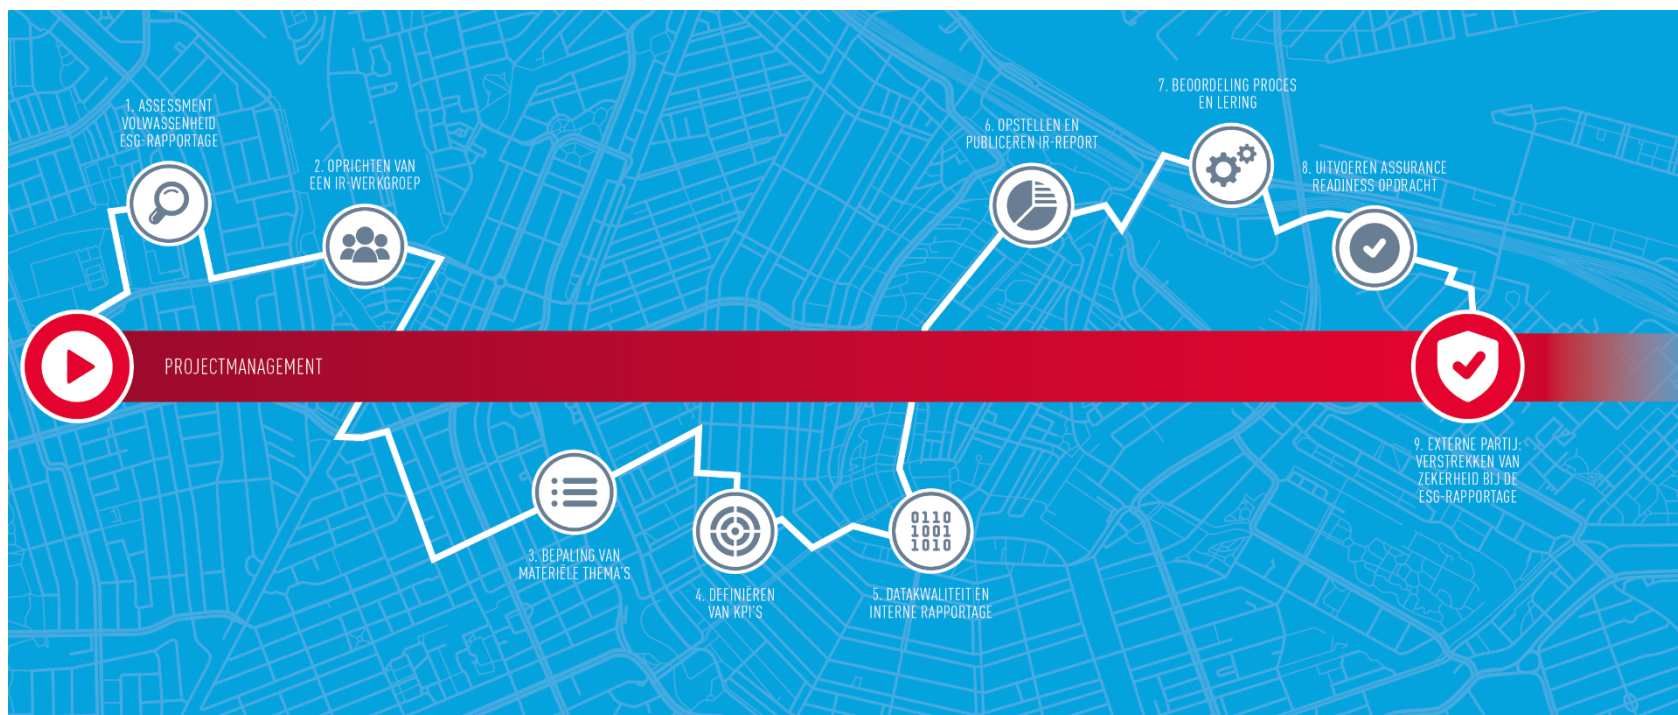 1. ASSESSMENT
VOLWASSENHEID
ESG-RAPPORTAGE
2. OPRICHTEN VAN
EEN IR-WERKGROEP
PROJECTMANAGEMENT
3. BEPALING VAN
MATERIËLE THEMA'S
4. DEFINIËREN
VAN KPI'S
0110
1001
1010
5. DATAKWALITEIT EN
INTERNE RAPPORTAGE
6. OPSTELLEN EN
PUBLICEREN IR-REPORT
7. BEOORDELING PROCES
EN LERING
8. UITVOEREN ASSURANCE
READINESS OPDRACHT
9. EXTERNE PARTIJ:
VERSTREKKEN VAN
ZEKERHEID BIJ DE
ESG-RAPPORTAGE